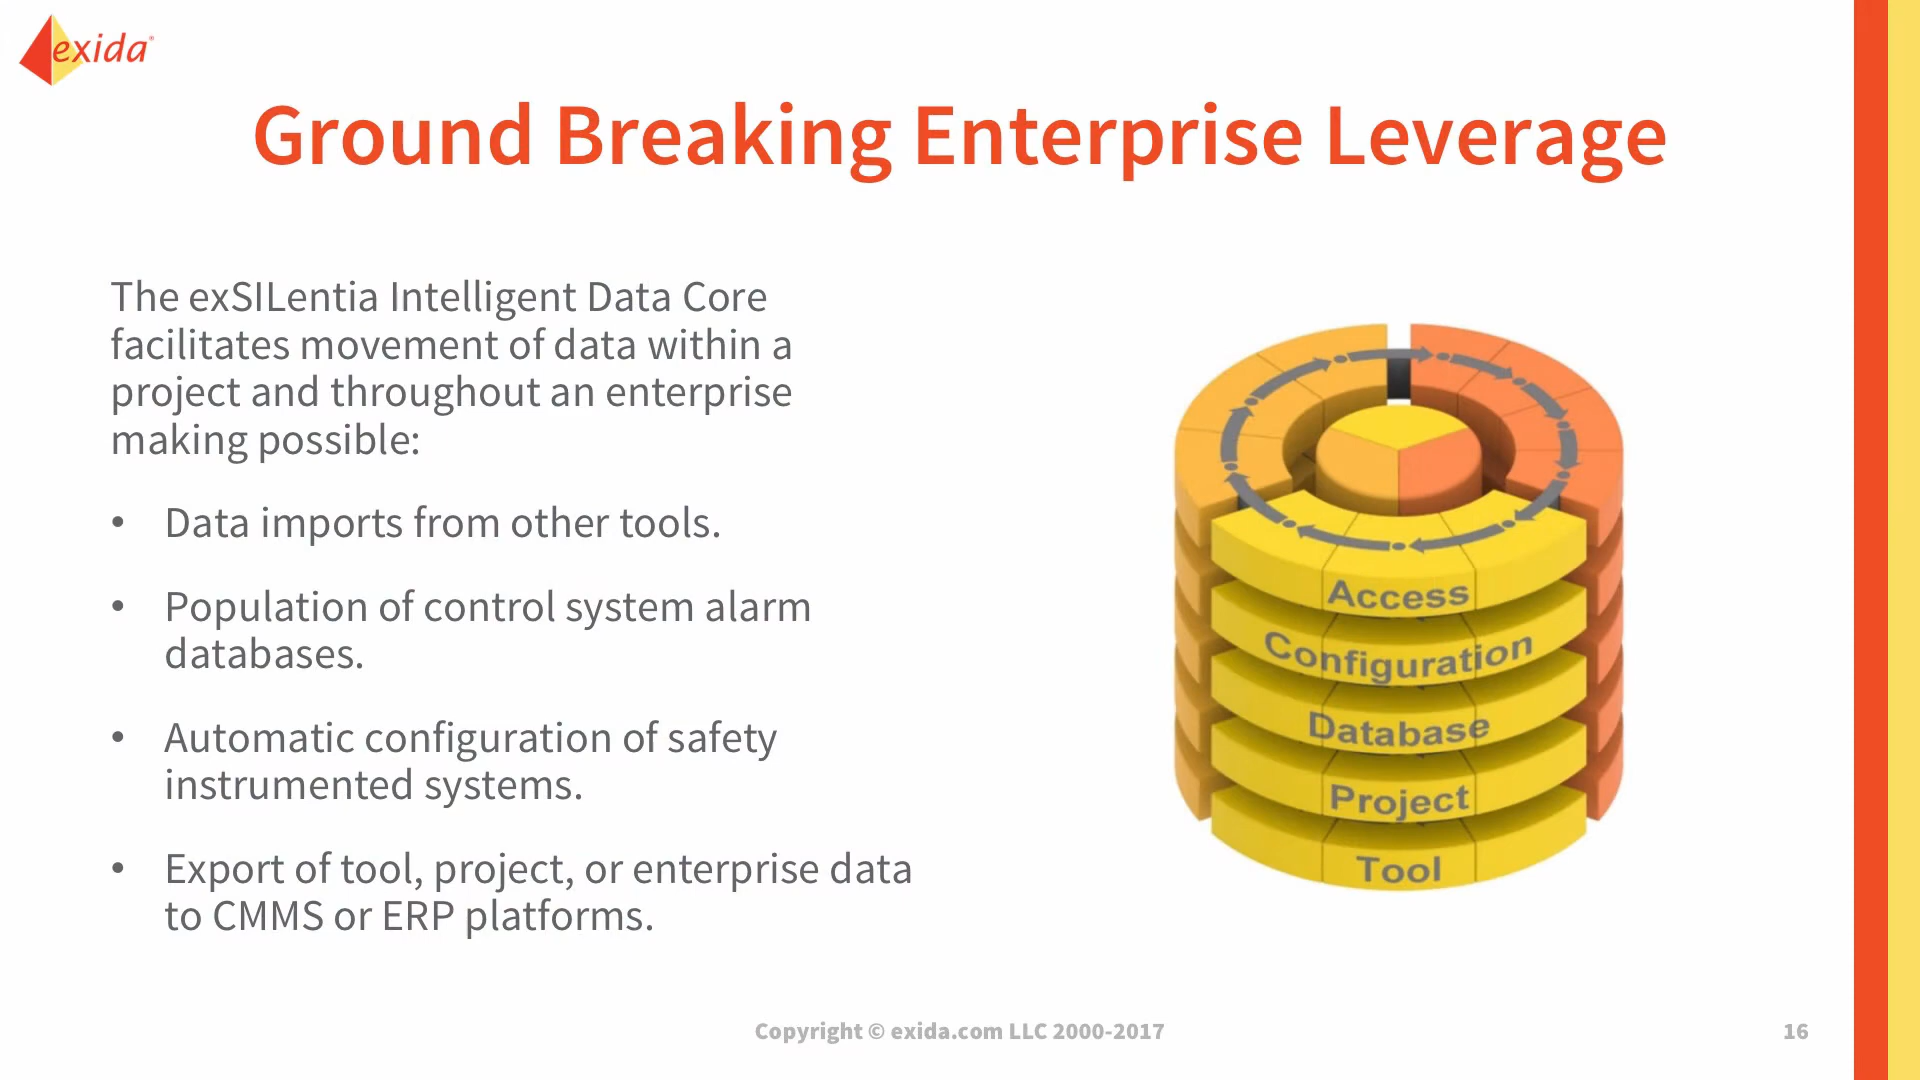 exida
Ground Breaking Enterprise Leverage
The exSILentia Intelligent Data Core
facilitates movement of data within a
project and throughout an enterprise
making possible:
• Data imports from other tools.
• Population of control system alarm
databases.
• Automatic configuration of safety
instrumented systems.
• Export of tool, project, or enterprise data
to CMMS or ERP platforms.
Access
Configuration
Database
Project
Tool
Copyright © exida.com LLC 2000-2017
16